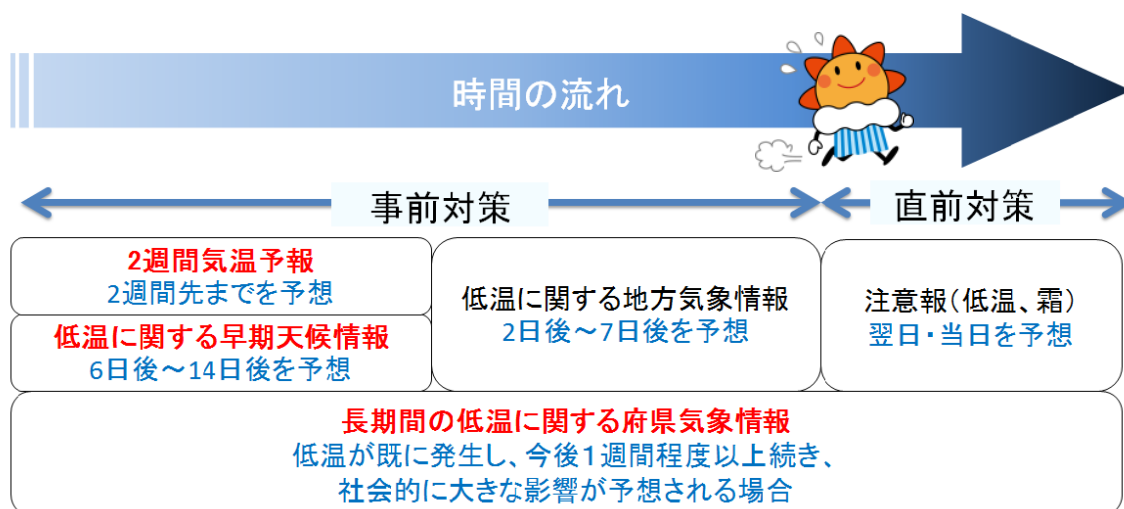 時間の流れ
事前対策
直前対策
2週間気温予報
2週間先までを予想
低温に関する早期天候情報
6日後～14日後を予想
低温に関する地方気象情報
2日後～7日後を予想
注意報(低温、霜)
翌日・当日を予想
長期間の低温に関する府県気象情報
低温が既に発生し、今後１週間程度以上続き、
社会的に大きな影響が予想される場合